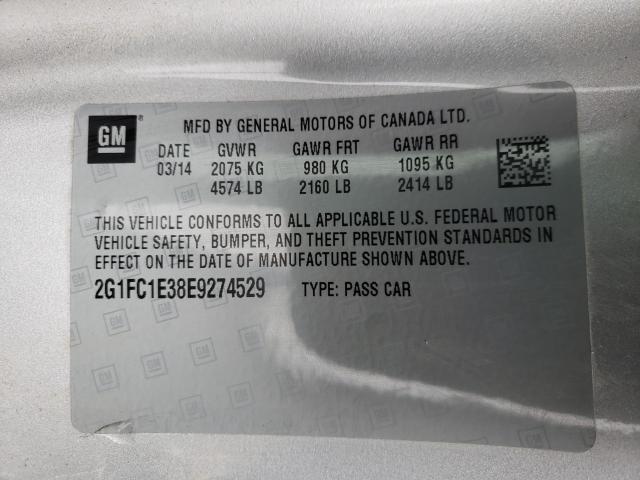 GM ® MFD BY GENERAL MOTORS OF CANADA LTD.
DATE GVWR GAWR FRT GAWR RR
03/14 2075 KG 980 KG 1095 KG
4574 LB 2160 LB 2414 LB
THIS VEHICLE CONFORMS TO ALL APPLICABLE U.S. FEDERAL MOTOR
VEHICLE SAFETY, BUMPER, AND THEFT PREVENTION STANDARDS IN
EFFECT ON THE DATE OF MANUFACTURE SHOWN ABOVE.
2G1FC1E38E9274529 TYPE: PASS CAR